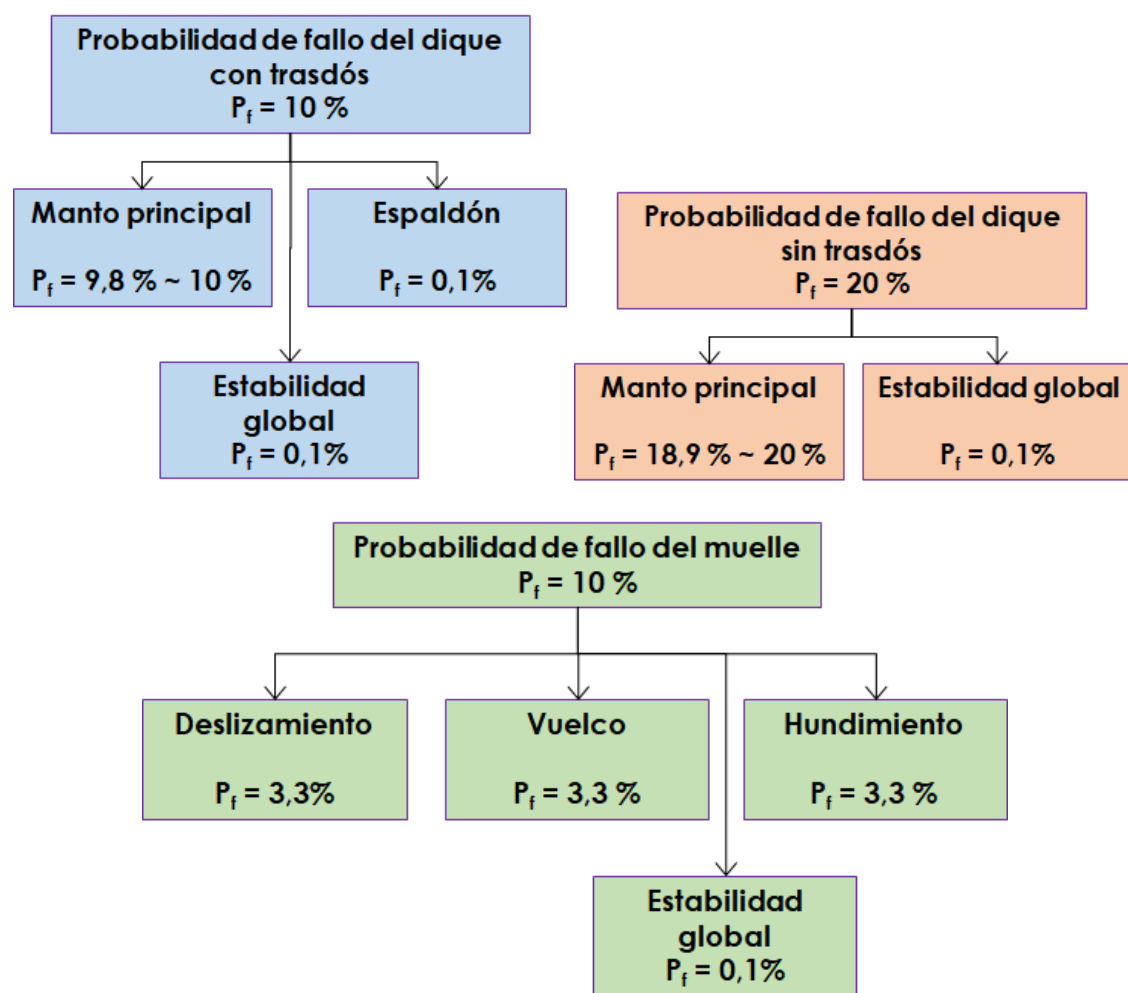 Probabilidad de fallo del dique
con trasdós
Pf = 10 %
Manto principal
Pf = 9,8 % ~ 10 %
Espaldón
Pf = 0,1%
Estabilidad
global
Pf = 0,1%
Probabilidad de fallo del dique
sin trasdós
Pf = 20 %
Manto principal
Pf = 18,9 % ~ 20 %
Estabilidad global
Pf = 0,1%
Probabilidad de fallo del muelle
Pf = 10 %
Deslizamiento
Pf = 3,3%
Vuelco
Pf = 3,3 %
Hundimiento
Pf = 3,3 %
Estabilidad
global
Pf = 0,1%